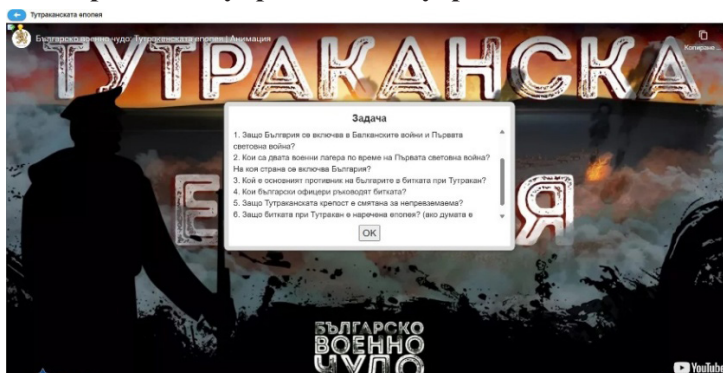 Тутраканската епопея
Българско военно чудо: Тутраканската епопея | Анимация
Копиране ...
ТУТРАКАНСКА
Задача
1. Защо България се включва в Балканските войни и Първата
световна война?
2. Кои са двата военни лагера по време на Първата световна война?
На коя страна се включва България?
3. Кой е основният противник на българите в битката при Тутракан?
4. Кои български офицери ръководят битката?
5. Защо Тутраканската крепост е смятана за непревземаема?
6. Защо битката при Тутракан е наречена епопея? (ако думата е
OK
БЪЛГАРСКО
ВОЕННО
ЧУДО
YouTube